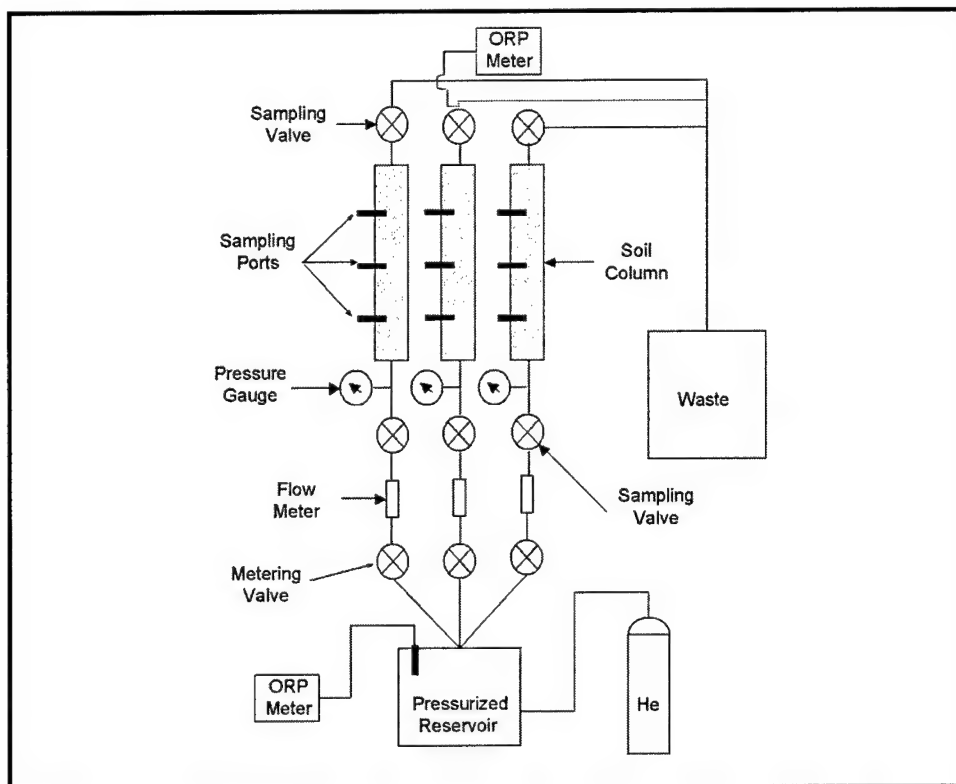 ORP
Meter
Sampling
Valve
Sampling
Ports
Soil
Column
Pressure
Gauge
Waste
Flow
Meter
Sampling
Valve
Metering
Valve
ORP
Meter
Pressurized
Reservoir
He